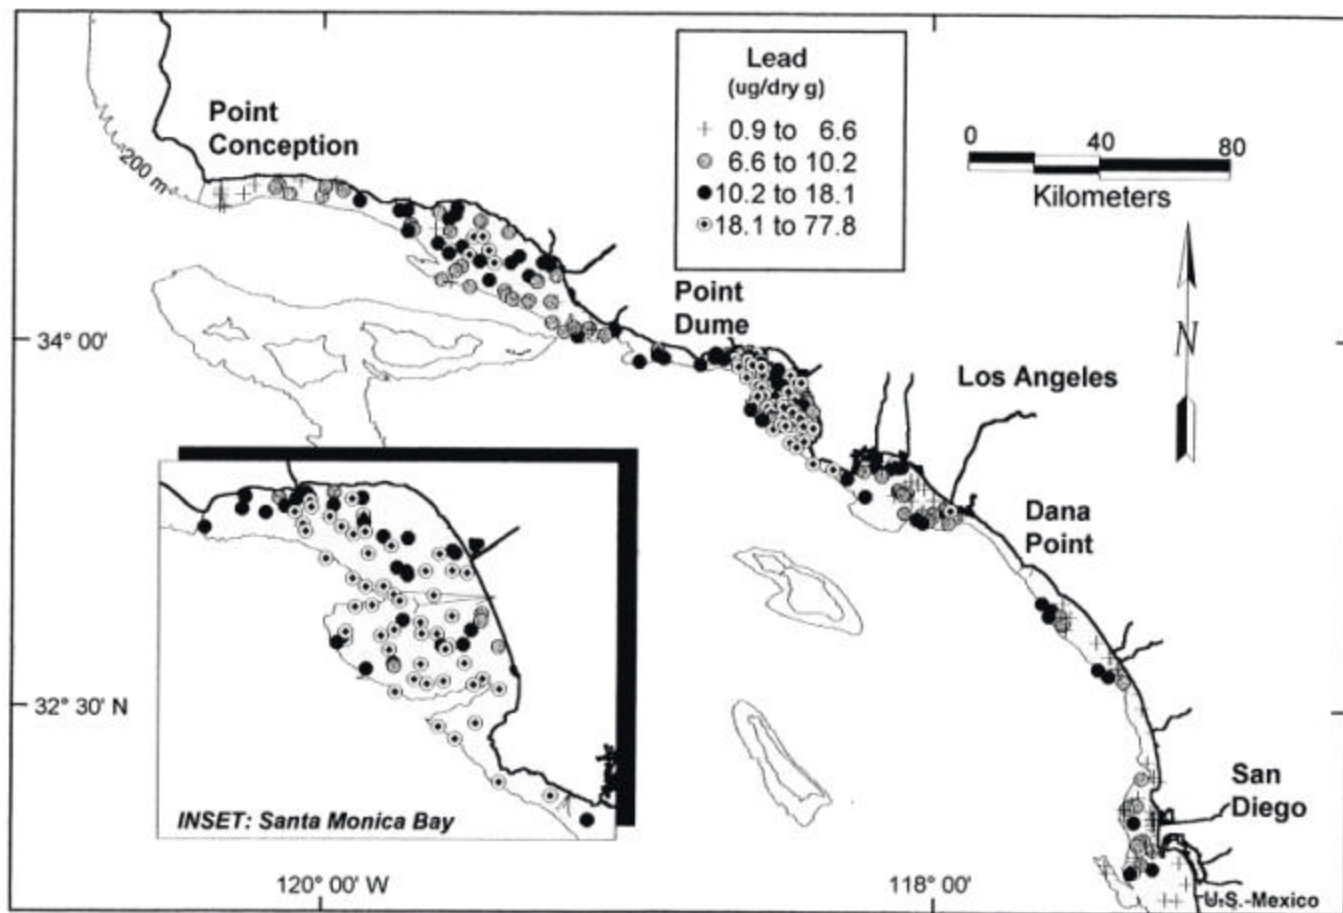 Point
Conception
200 m
Lead
(ug/dry g)
0.9 to 6.6
6.6 to 10.2
10.2 to 18.1
18.1 to 77.8
0 40 80
Kilometers
N
Point
Dume
34° 00'
Los Angeles
Dana
Point
32° 30' N
San
Diego
INSET: Santa Monica Bay
120° 00' W
118° 00'
U.S.-Mexico